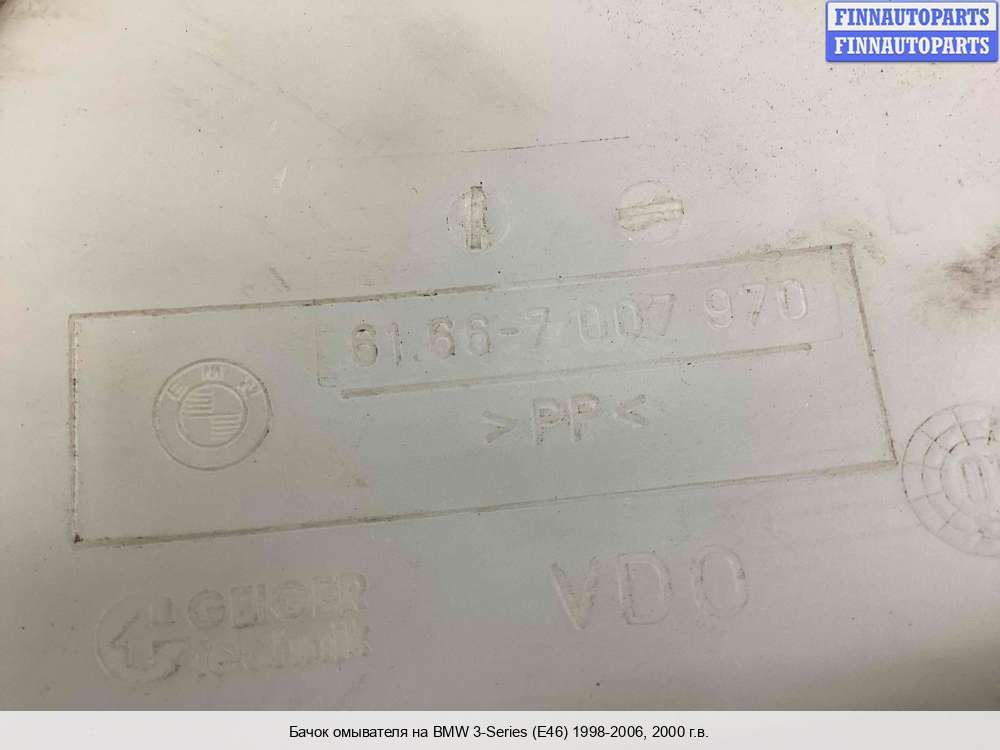 FINNAUTOPARTS
FINNAUTOPARTS
61.66-7 007 970
BMW
>PP<
VDO
GEIGER
technik
Бачок омывателя на BMW 3-Series (E46) 1998-2006, 2000 г.в.